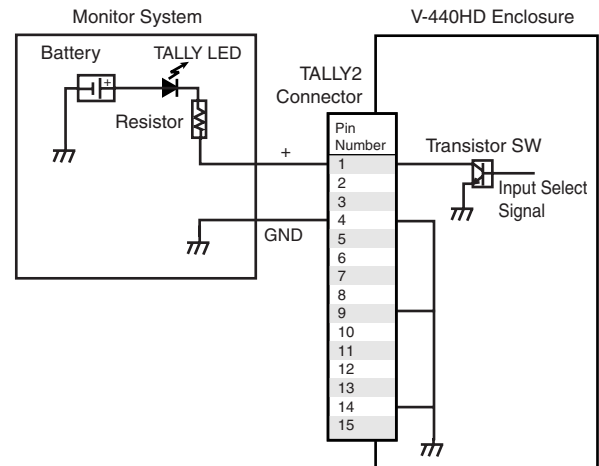 Monitor System
V-440HD Enclosure
Battery
TALLY LED
+
Resistor
TALLY2
Connector
Pin
Number
Transistor SW
+
1
2
3
4
5
6
7
8
9
10
11
12
13
14
15
GND
Input Select
Signal